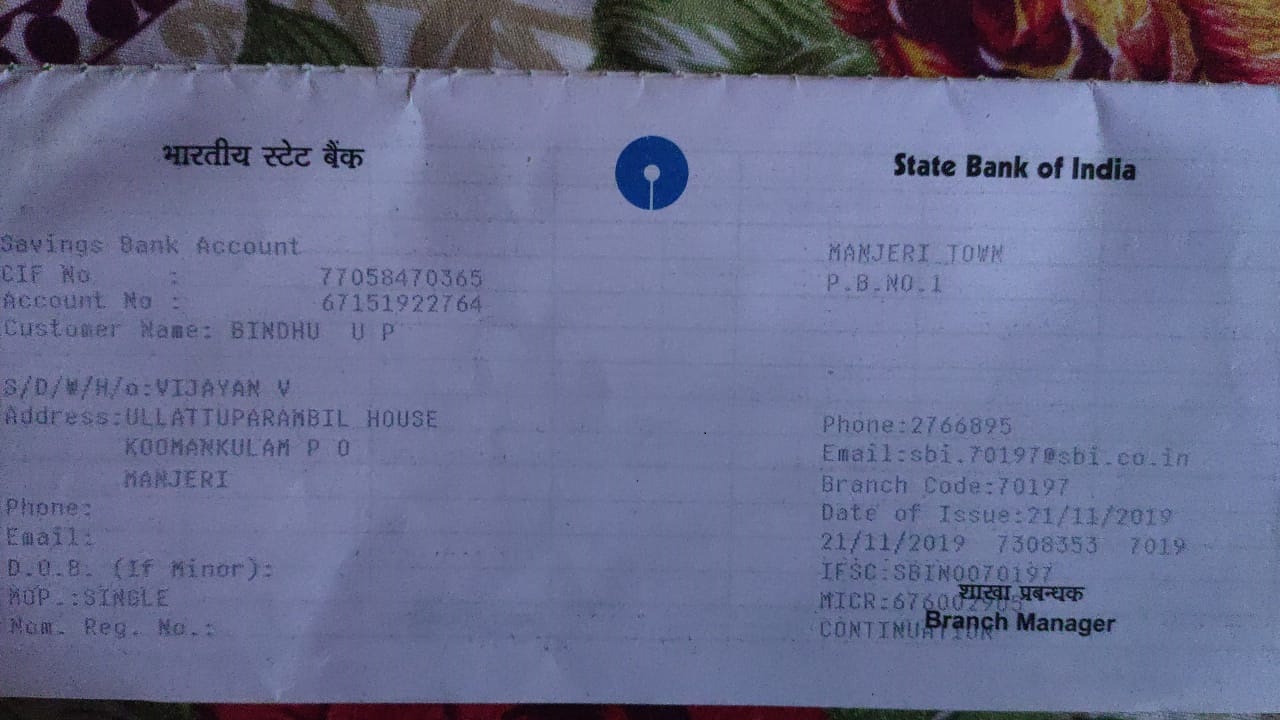 भारतीय स्टेट बैंक
State Bank of India
Savings Bank Account
CIF No : 77058470365
Account No : 67151922764
Customer Name: BINDHU U P
S/D/W/H/o:VIJAYAN V
Address:ULLATTUPARAMBIL HOUSE
KOOMANKULAM P O
MANJERI
Phone:
Email:
D.O.B. (If Minor):
MOP.:SINGLE
Nom. Reg. No.:
MANJERI TOWN
P.B.NO.1
Phone:2766895
Email:sbi.70197@sbi.co.in
Branch Code:70197
Date of Issue:21/11/2019
21/11/2019 7308353 7019
IFSC:SBIN0070197
शाखा प्रबन्धक
MICR:676002905
Branch Manager
CONTINUATION